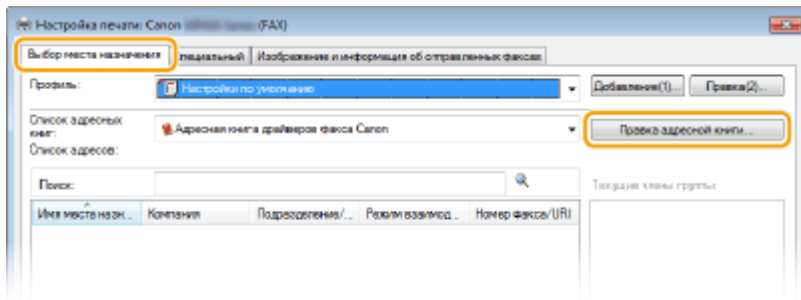 Настройка печати: Canon (FAX)
Выбор места назначения Специальный Изображение и информация об отправленных факсах
Профиль: Настройки по умолчанию Добавление(1)... Правка(2)...
Список адресных книг: Адресная книга драйверов факса Canon Правка адресной книги...
Список адресов:
Поиск: Текущие члены группы:
Имя места назн... Компания Подразделение/... Режим взаимод... Номер факса/URI